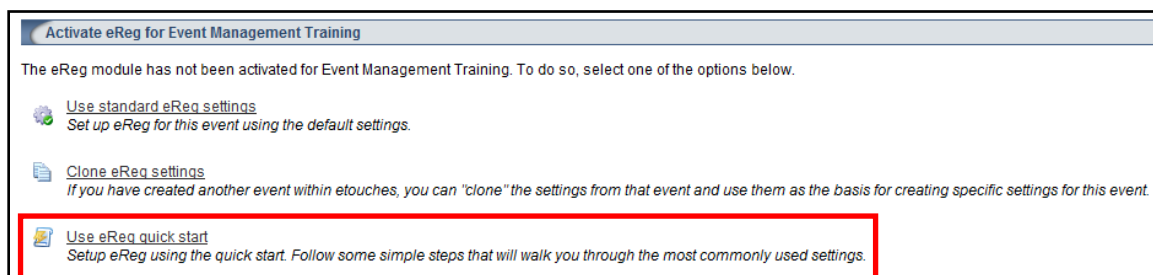 Activate eReg for Event Management Training
The eReg module has not been activated for Event Management Training. To do so, select one of the options below.
Use standard eReg settings
Set up eReg for this event using the default settings.
Clone eReg settings
If you have created another event within etouches, you can "clone" the settings from that event and use them as the basis for creating specific settings for this event.
Use eReg quick start
Setup eReg using the quick start. Follow some simple steps that will walk you through the most commonly used settings.